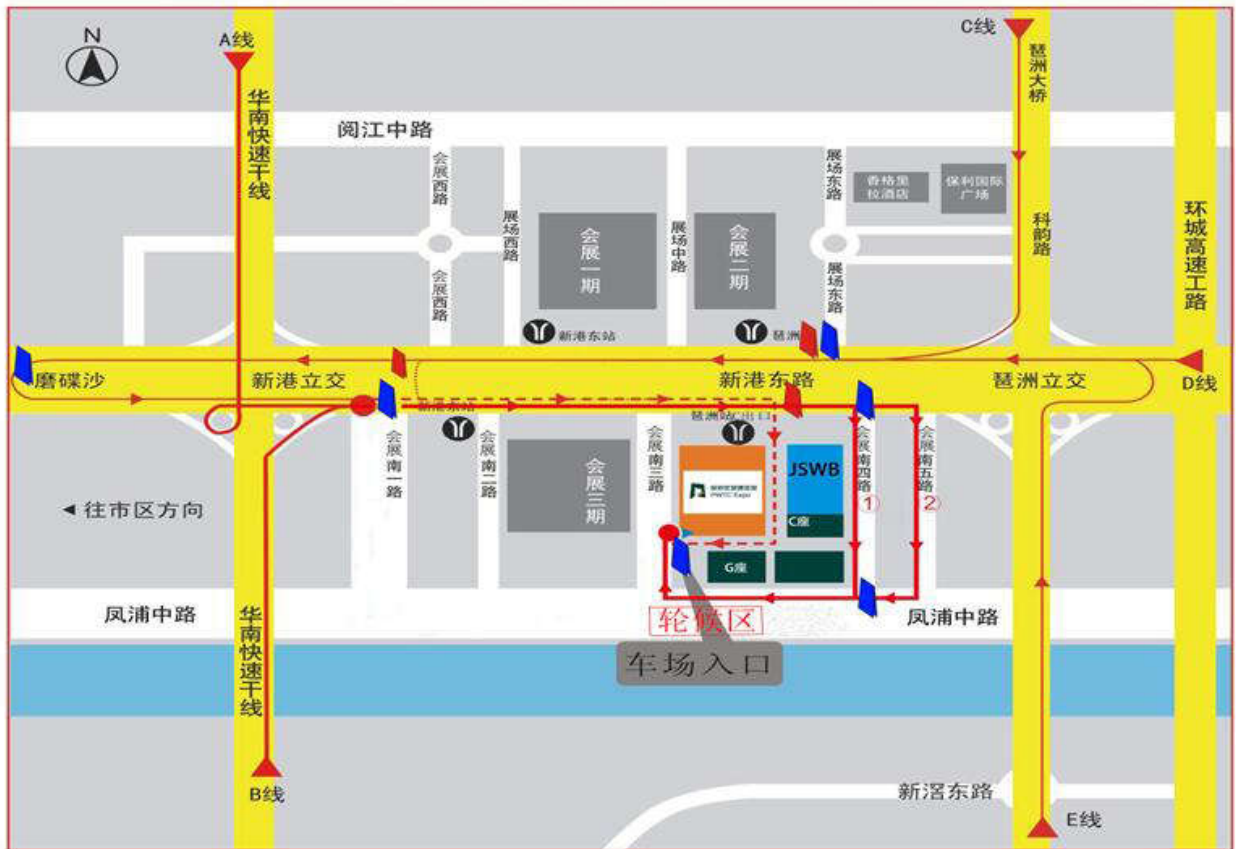 N
A线
C线
琶洲大桥
华南快速干线
阅江中路
会展西路
展场东路
香格里
拉酒店
保利国际
广场
环城高速工路
展场西路
会展一期
展场中路
会展二期
科韵路
会展西路
展场东路
新港东站
琶洲
磨碟沙
新港立交
新港东路
琶洲立交
D线
新港东站
琶洲站C出口
会展南一路
会展南二路
会展三期
会展南三路
PWTC Expo
JSWB
C座
会展南四路
①
会展南五路
②
往市区方向
G座
凤浦中路
华南快速干线
轮候区
凤浦中路
车场入口
B线
新滘东路
E线